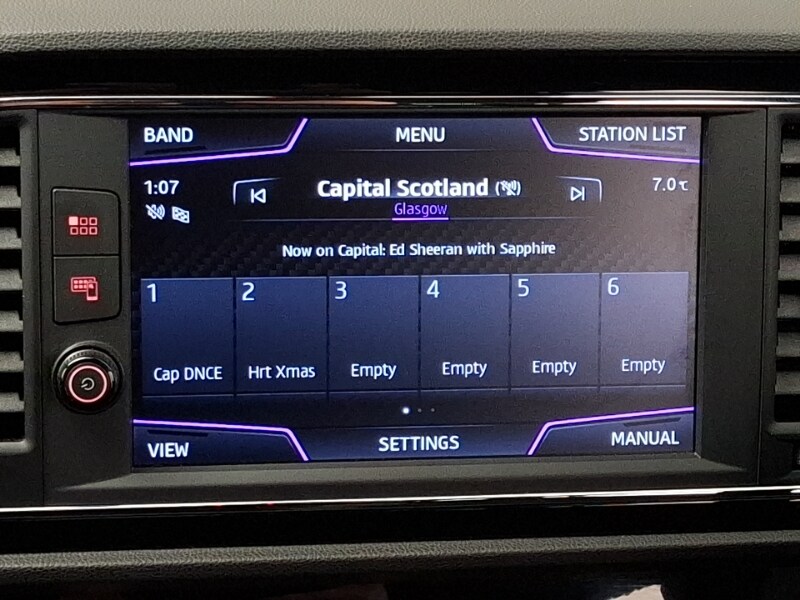 BAND MENU STATION LIST
1:07 Capital Scotland 7.0℃
Glasgow
Now on Capital: Ed Sheeran with Sapphire
1 2 3 4 5 6
Cap DNCE Hrt Xmas Empty Empty Empty Empty
VIEW SETTINGS MANUAL